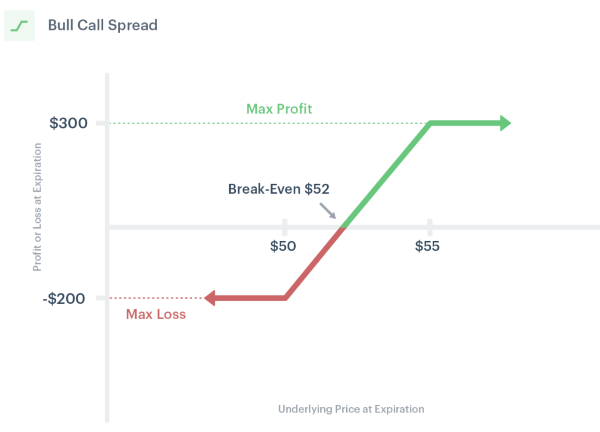 Bull Call Spread
Max Profit
$300
Break-Even $52
$50
$55
-$200
Max Loss
Profit or Loss at Expiration
Underlying Price at Expiration